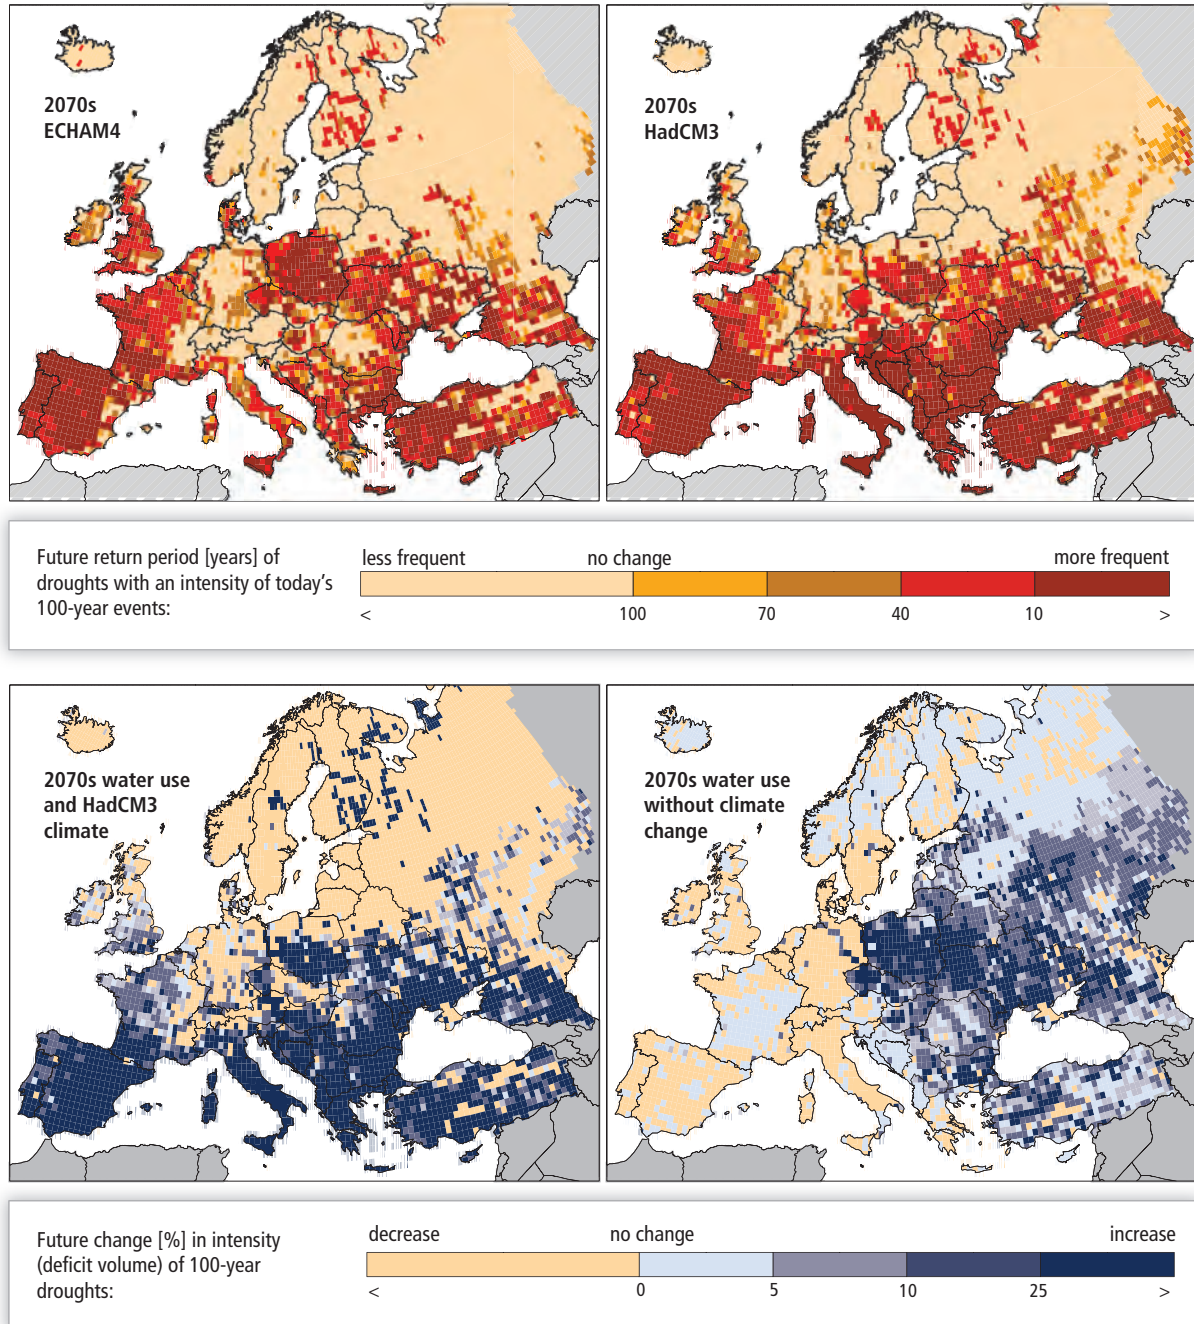 2070s
ECHAM4
2070s
HadCM3
Future return period [years] of
droughts with an intensity of today's
100-year events:
less frequent
no change
more frequent
<
100
70
40
10
>
2070s water use
and HadCM3
climate
2070s water use
without climate
change
Future change [%] in intensity
(deficit volume) of 100-year
droughts:
decrease
no change
increase
<
0
5
10
25
>